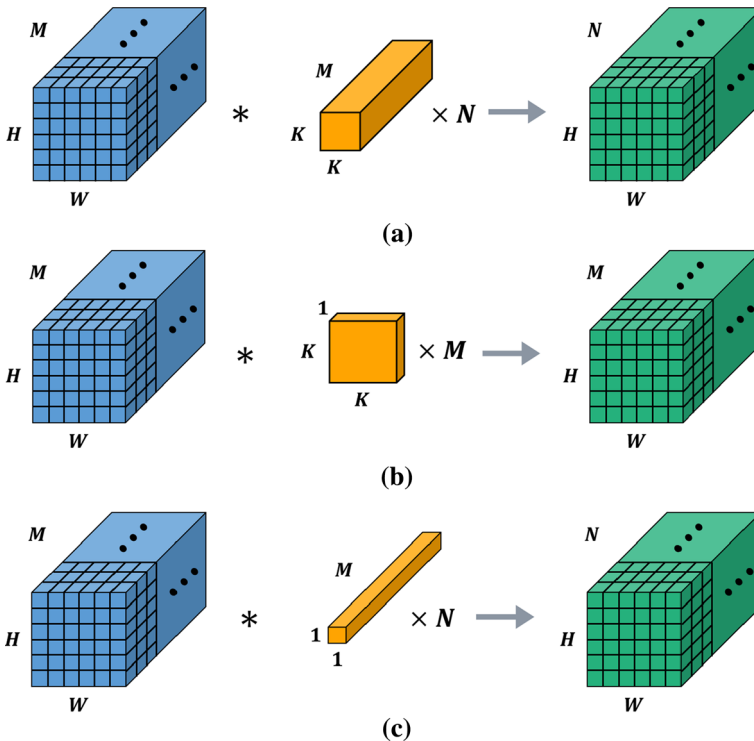 M M N
H * K × N H
W K W
(a)
M 1 M
H * K × M H
W K W
(b)
M M N
H * 1 × N H
W 1 W
(c)